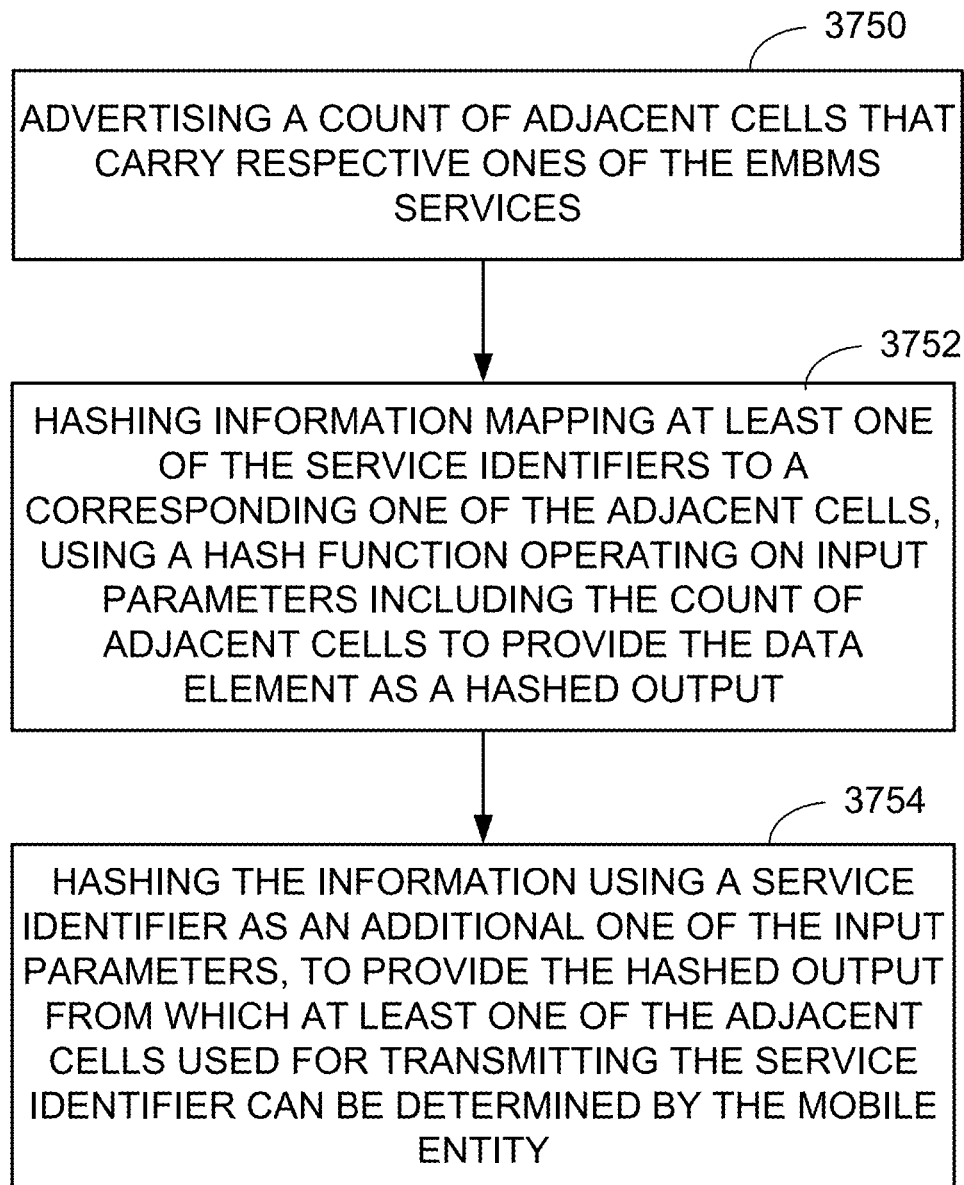 3750
ADVERTISING A COUNT OF ADJACENT CELLS THAT
CARRY RESPECTIVE ONES OF THE EMBMS
SERVICES
3752
HASHING INFORMATION MAPPING AT LEAST ONE
OF THE SERVICE IDENTIFIERS TO A
CORRESPONDING ONE OF THE ADJACENT CELLS,
USING A HASH FUNCTION OPERATING ON INPUT
PARAMETERS INCLUDING THE COUNT OF
ADJACENT CELLS TO PROVIDE THE DATA
ELEMENT AS A HASHED OUTPUT
3754
HASHING THE INFORMATION USING A SERVICE
IDENTIFIER AS AN ADDITIONAL ONE OF THE INPUT
PARAMETERS, TO PROVIDE THE HASHED OUTPUT
FROM WHICH AT LEAST ONE OF THE ADJACENT
CELLS USED FOR TRANSMITTING THE SERVICE
IDENTIFIER CAN BE DETERMINED BY THE MOBILE
ENTITY